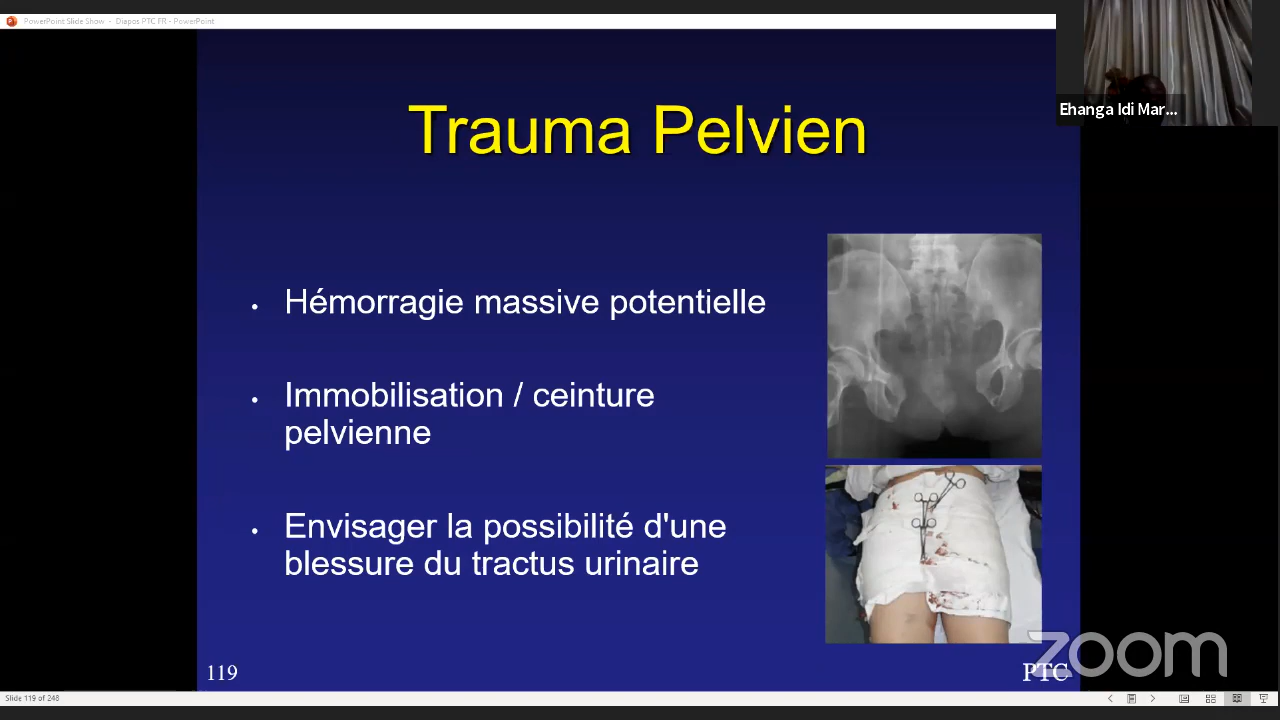 PowerPoint Slide Show - Diapos PTC FR - PowerPoint
Ehanga Idi Mar...
Trauma Pelvien
• Hémorragie massive potentielle
• Immobilisation / ceinture
pelvienne
• Envisager la possibilité d'une
blessure du tractus urinaire
119
PTC
zoom
Slide 119 of 248